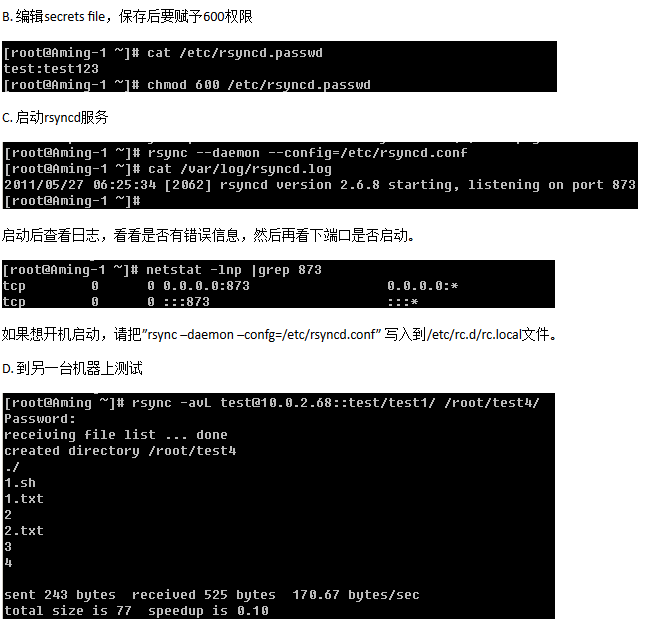 B. 编辑secrets file，保存后要赋予600权限
[root@Aming-1 ~]# cat /etc/rsyncd.passwd
test:test123
[root@Aming-1 ~]# chmod 600 /etc/rsyncd.passwd
C. 启动rsyncd服务
[root@Aming-1 ~]# rsync --daemon --config=/etc/rsyncd.conf
[root@Aming-1 ~]# cat /var/log/rsyncd.log
2011/05/27 06:25:34 [2062] rsyncd version 2.6.8 starting, listening on port 873
[root@Aming-1 ~]#
启动后查看日志，看看是否有错误信息，然后再看下端口是否启动。
[root@Aming-1 ~]# netstat -lnp |grep 873
tcp        0      0 0.0.0.0:873                 0.0.0.0:*
tcp        0      0 :::873                      :::*
如果想开机启动，请把”rsync –daemon –confg=/etc/rsyncd.conf” 写入到/etc/rc.d/rc.local文件。
D. 到另一台机器上测试
[root@Aming ~]# rsync -avL test@10.0.2.68::test/test1/ /root/test4/
Password:
receiving file list ... done
created directory /root/test4
./
1.sh
1.txt
2
2.txt
3
4
sent 243 bytes  received 525 bytes  170.67 bytes/sec
total size is 77  speedup is 0.10